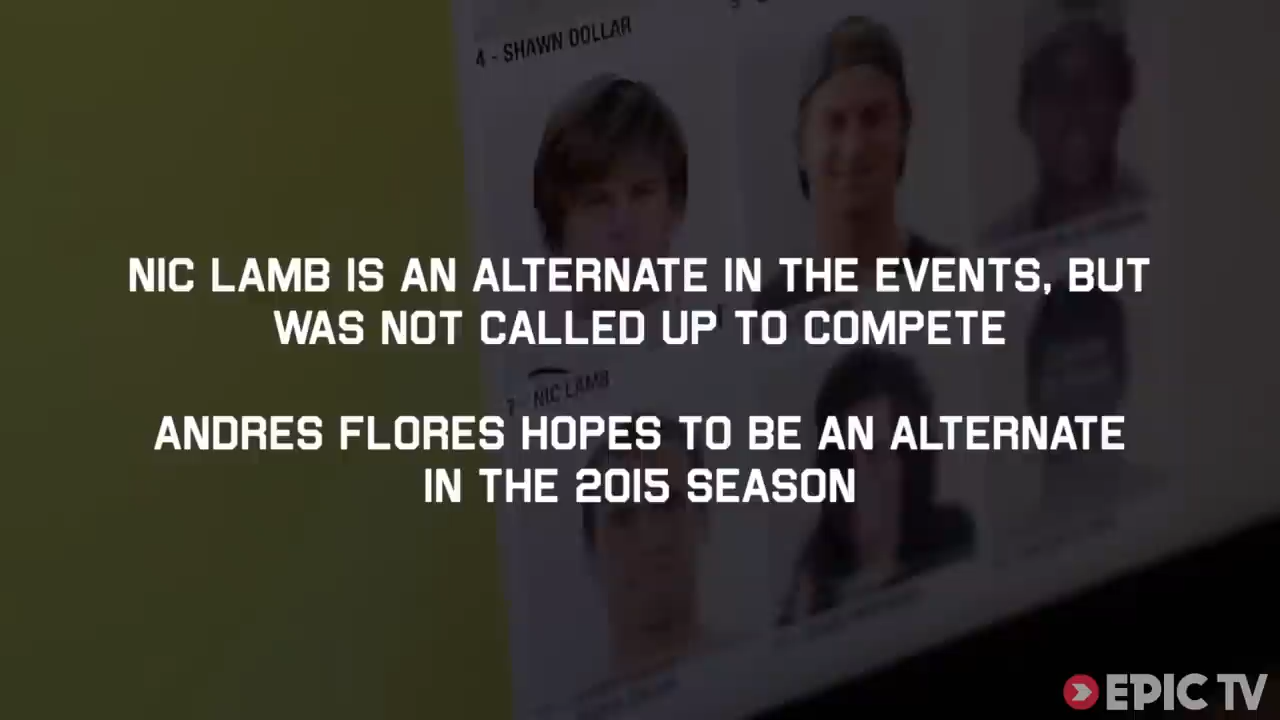 4 - SHAWN DOLLAR
NIC LAMB IS AN ALTERNATE IN THE EVENTS, BUT
WAS NOT CALLED UP TO COMPETE
7 - NIC LAMB
ANDRES FLORES HOPES TO BE AN ALTERNATE
IN THE 2015 SEASON
EPIC TV